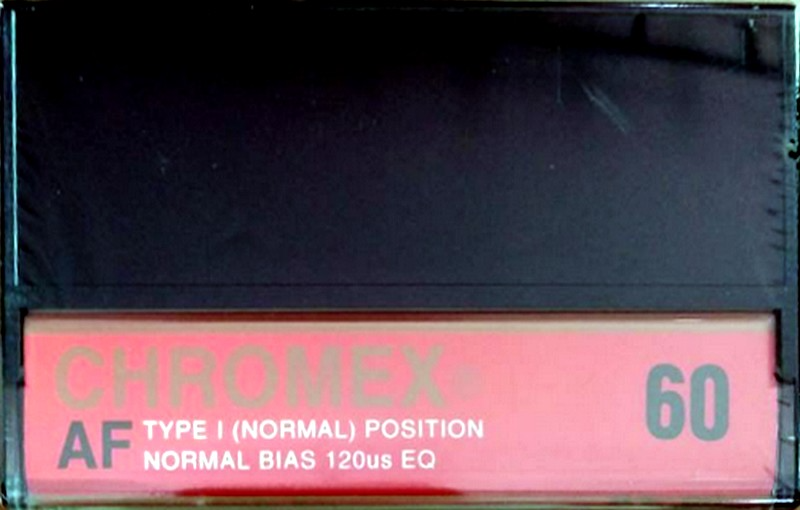 CHROMEX®
60
AF TYPE I (NORMAL) POSITION
NORMAL BIAS 120us EQ